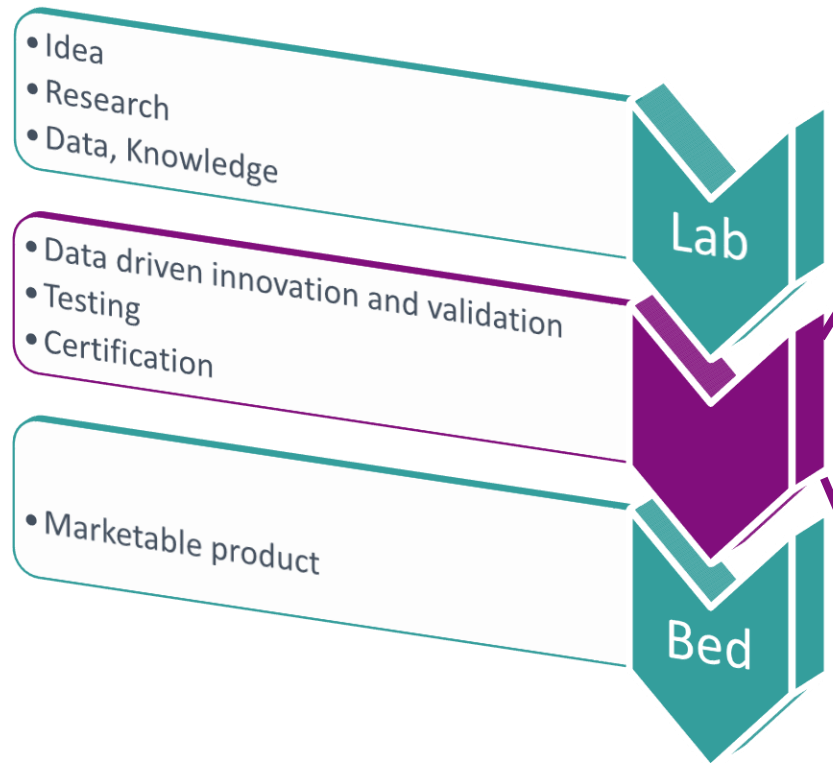 • Idea
• Research
• Data, Knowledge
Lab
• Data driven innovation and validation
• Testing
• Certification
• Marketable product
Bed